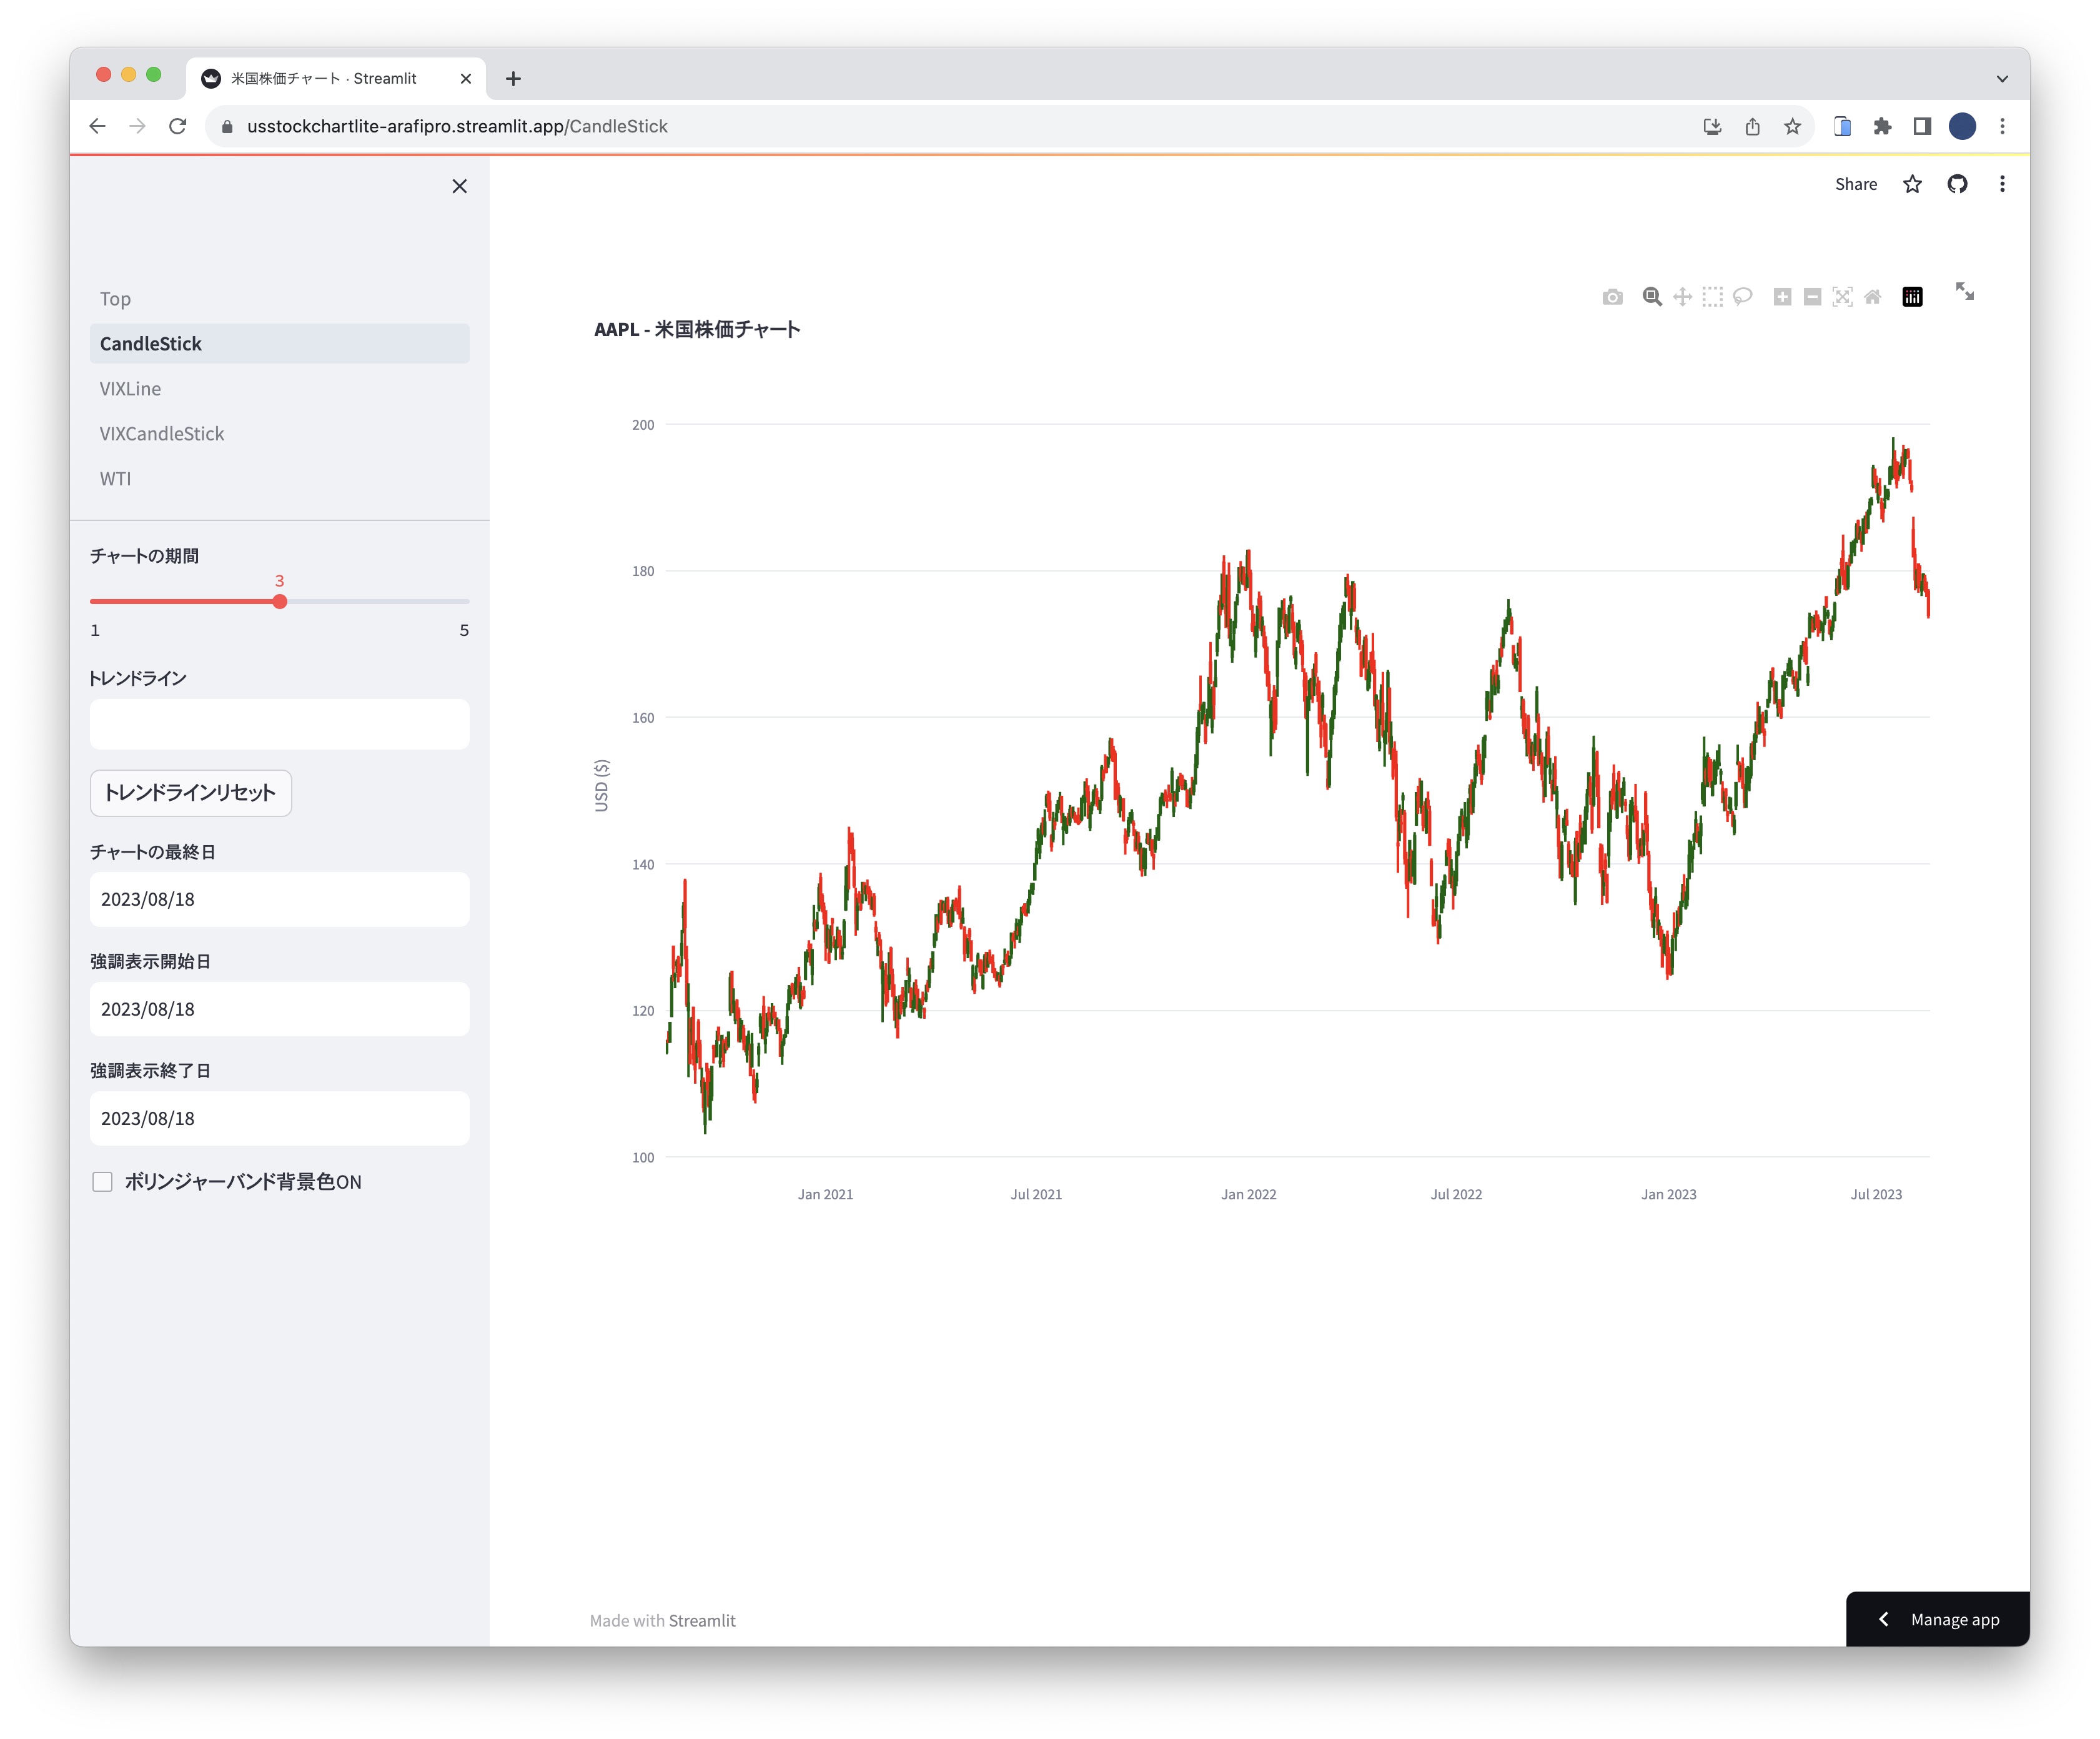 米国株価チャート · Streamlit
usstockchartlite-arafipro.streamlit.app/CandleStick
Share
Top
CandleStick
VIXLine
VIXCandleStick
WTI
チャートの期間
3
1 5
トレンドライン
トレンドラインリセット
チャートの最終日
2023/08/18
強調表示開始日
2023/08/18
強調表示終了日
2023/08/18
ボリンジャーバンド背景色ON
AAPL - 米国株価チャート
200
180
160
140
120
100
USD ($)
Jan 2021 Jul 2021 Jan 2022 Jul 2022 Jan 2023 Jul 2023
Made with Streamlit
Manage app